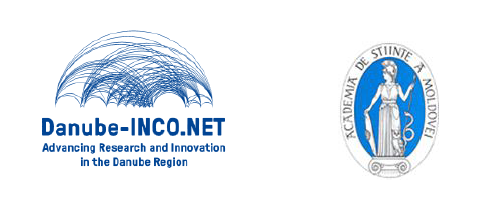 Danube-INCO.NET
Advancing Research and Innovation
in the Danube Region
ACADEMIA DE STIINTE A MOLDOVEI